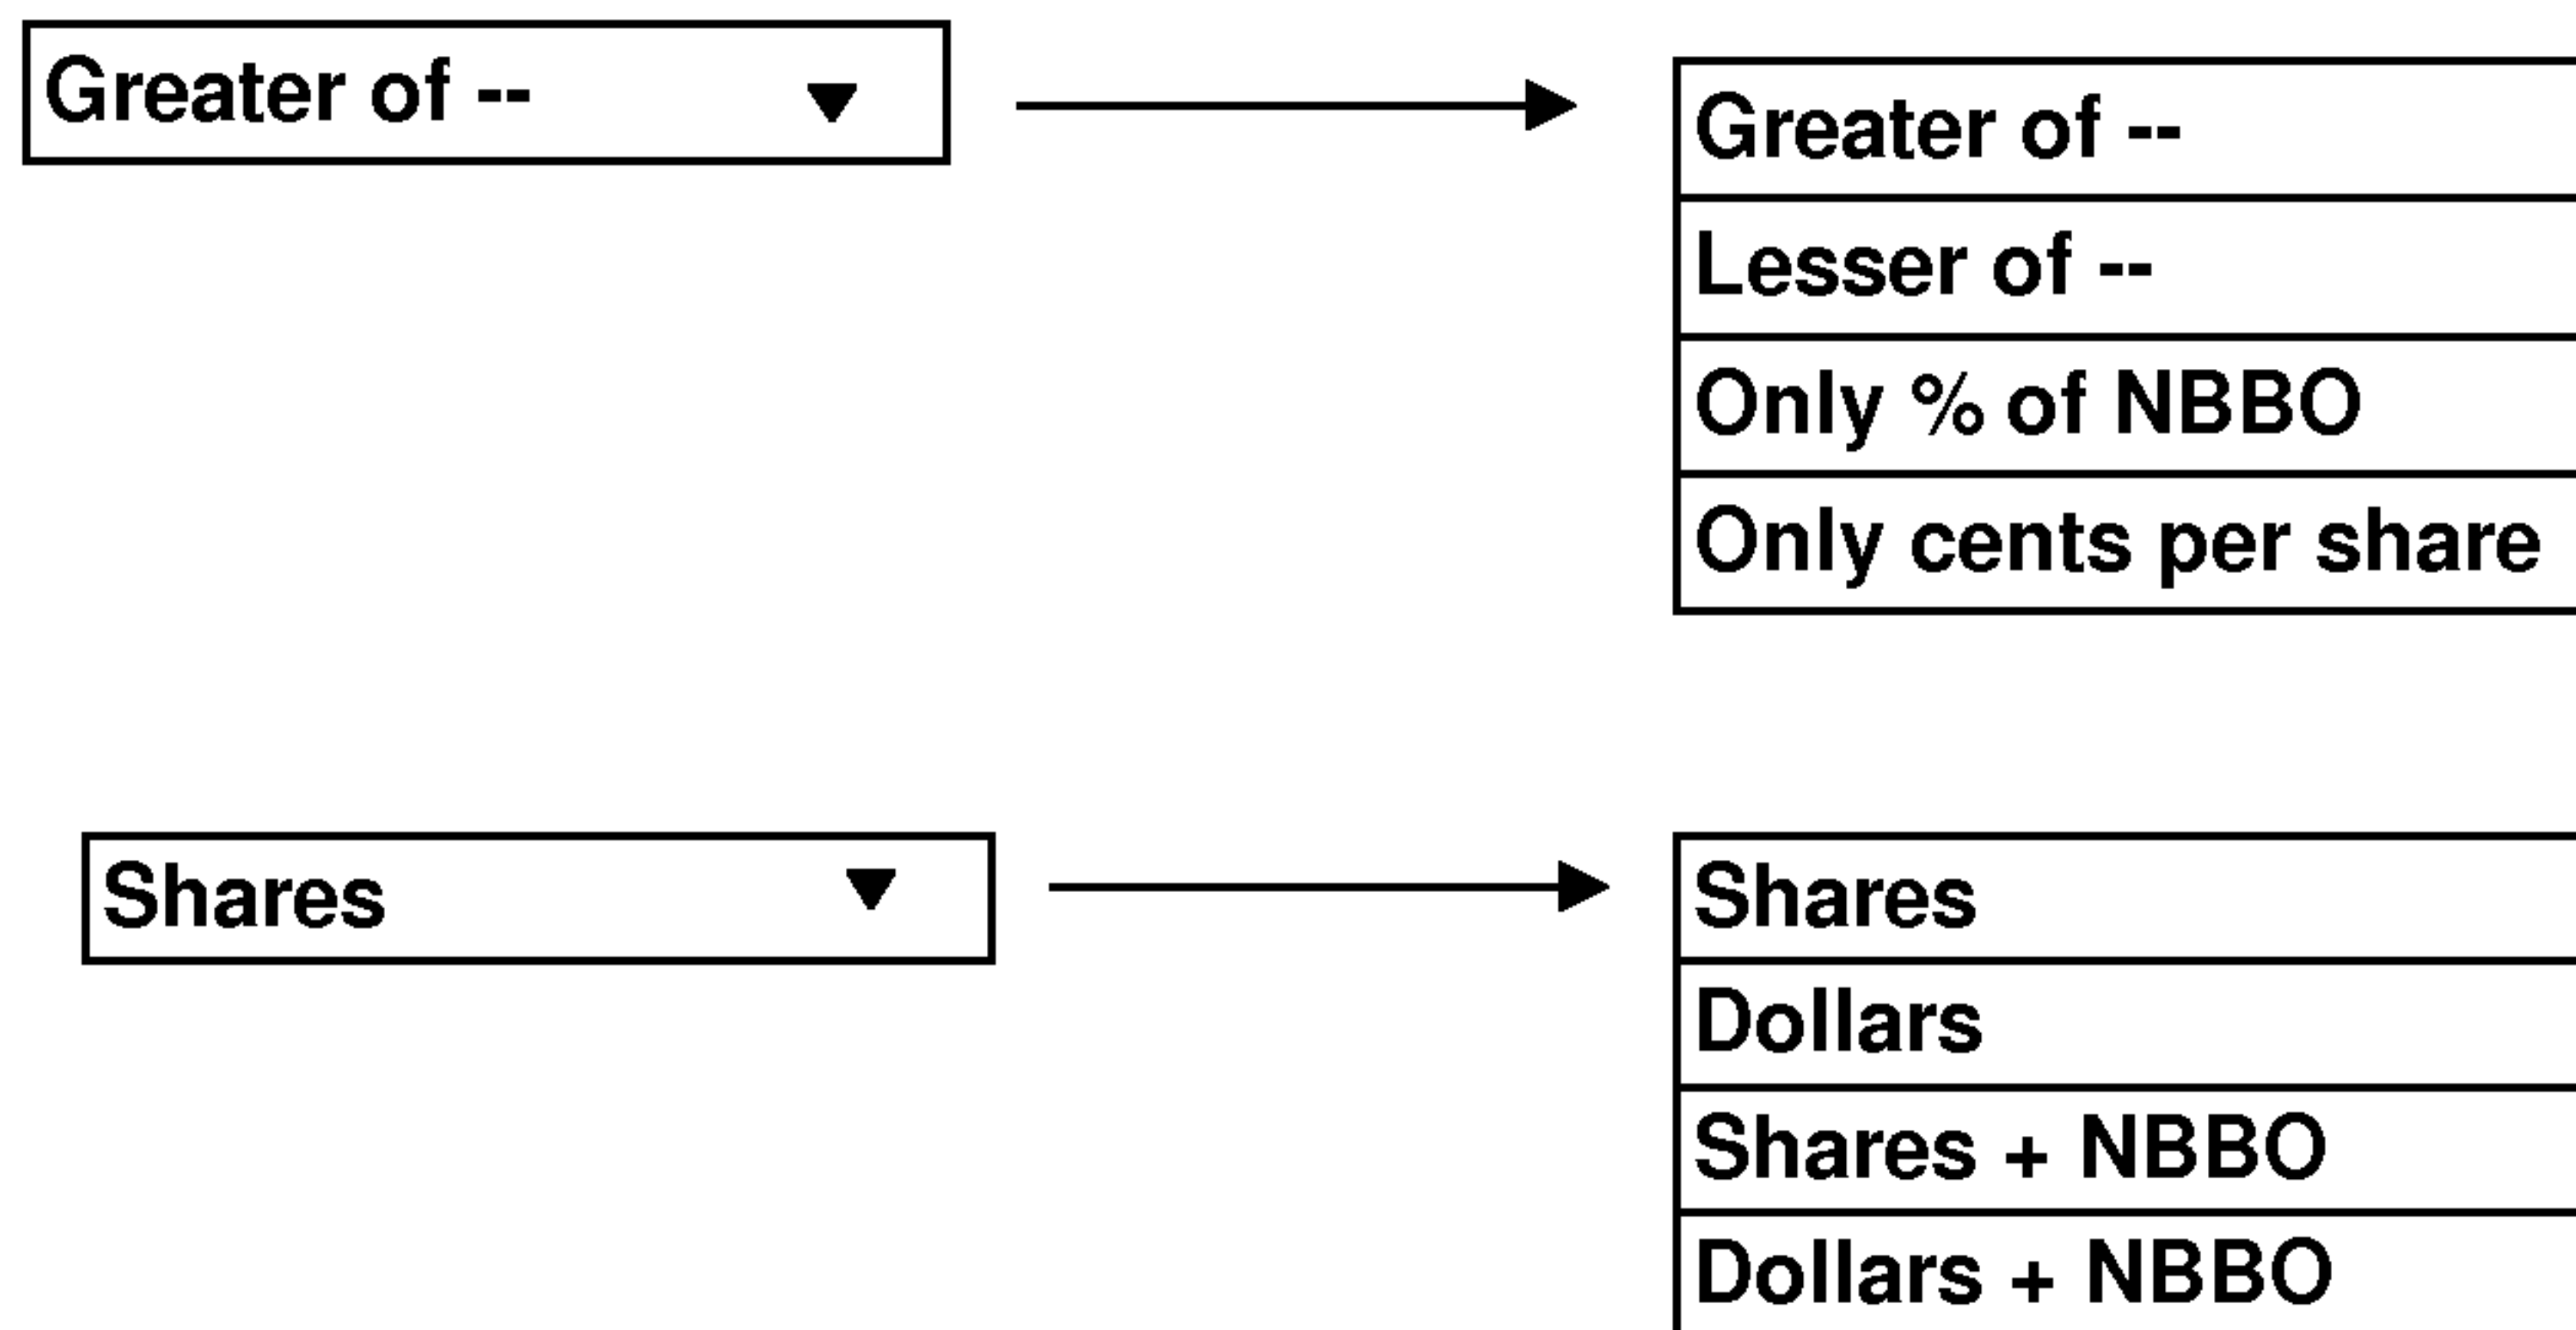 Greater of --
Greater of --
Lesser of --
Only % of NBBO
Only cents per share
Shares
Shares
Dollars
Shares + NBBO
Dollars + NBBO